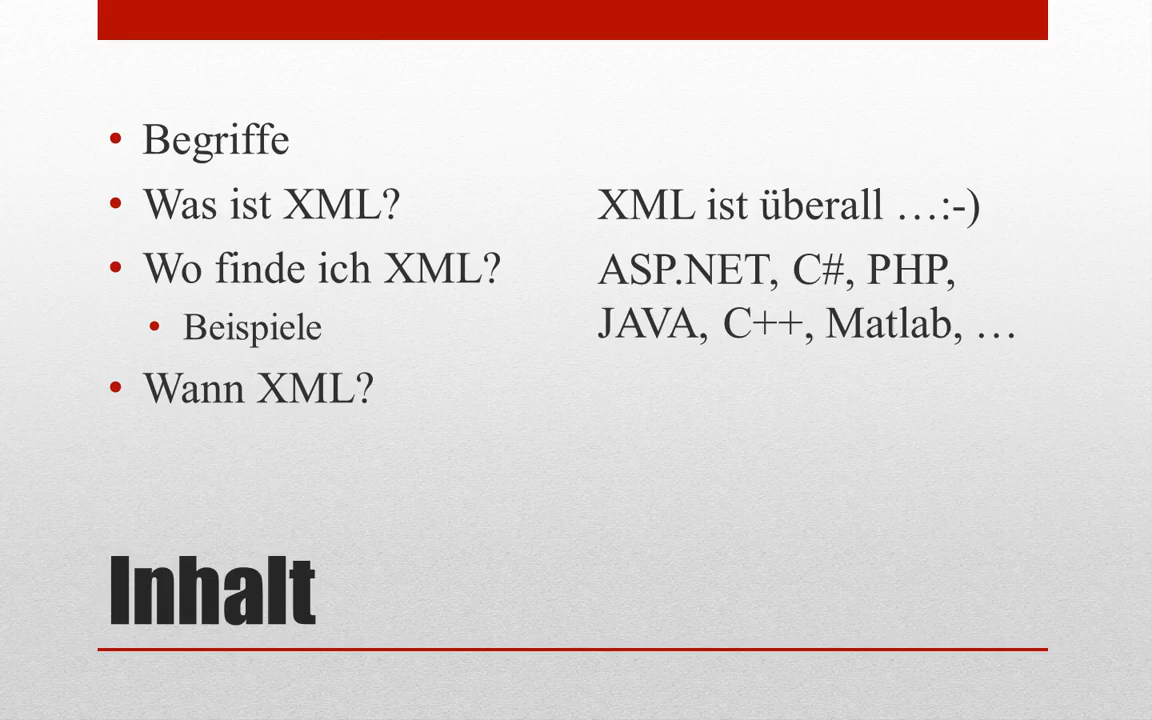 Begriffe
Was ist XML?
Wo finde ich XML?
Beispiele
Wann XML?
XML ist überall …:-)
ASP.NET, C#, PHP,
JAVA, C++, Matlab, …
Inhalt